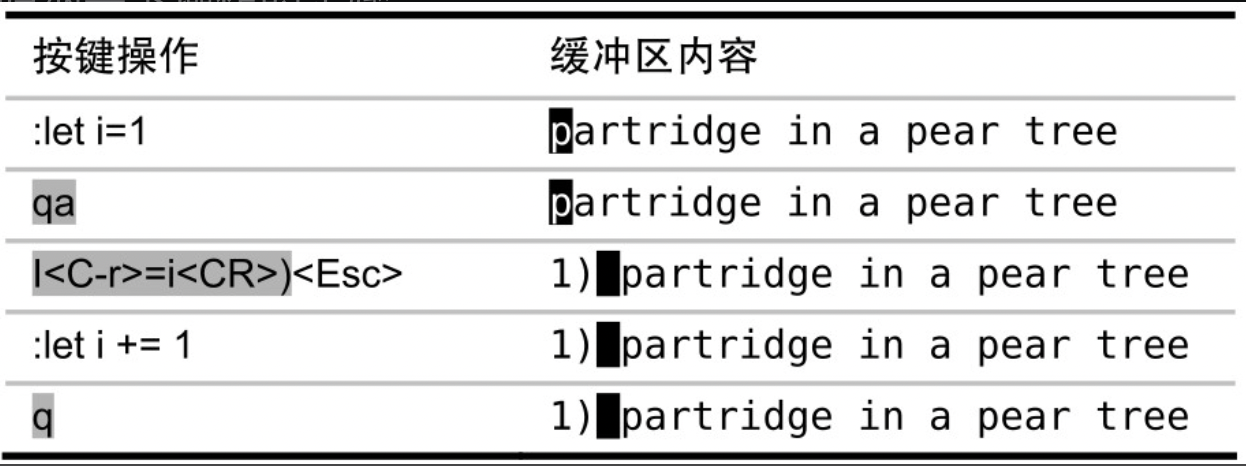 按键操作 缓冲区内容
:let i=1 partridge in a pear tree
qa partridge in a pear tree
I<C-r>=i<CR>)<Esc> 1) partridge in a pear tree
:let i += 1 1) partridge in a pear tree
q 1) partridge in a pear tree